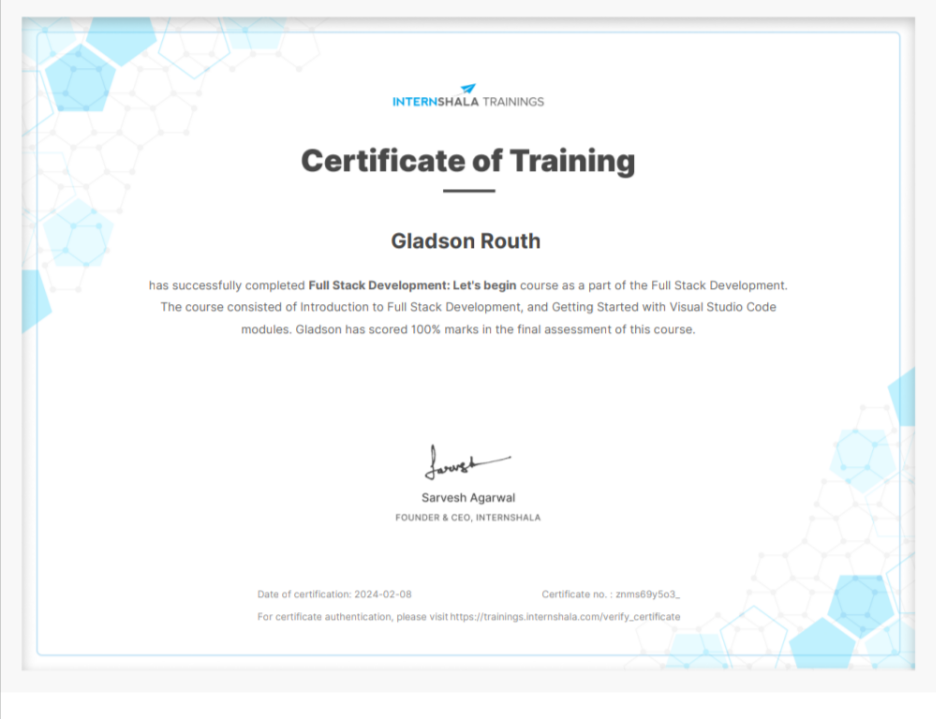 INTERNSHALA TRAININGS
Certificate of Training
Gladson Routh
has successfully completed Full Stack Development: Let's begin course as a part of the Full Stack Development.
The course consisted of Introduction to Full Stack Development, and Getting Started with Visual Studio Code
modules. Gladson has scored 100% marks in the final assessment of this course.
Sarvesh
Sarvesh Agarwal
FOUNDER & CEO, INTERNSHALA
Date of certification: 2024-02-08 Certificate no. : znms69y5o3_
For certificate authentication, please visit https://trainings.internshala.com/verify_certificate